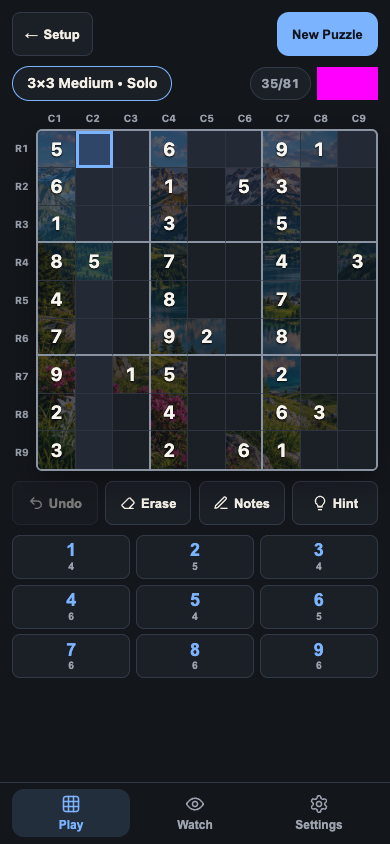 ← Setup
New Puzzle
3×3 Medium • Solo
35/81
C1 C2 C3 C4 C5 C6 C7 C8 C9
R1 5 6 9 1
R2 6 1 5 3
R3 1 3 5
R4 8 5 7 4 3
R5 4 8 7
R6 7 9 2 8
R7 9 1 5 2
R8 2 4 6 3
R9 3 2 6 1
Undo Erase Notes Hint
1 2 3
4 5 4
4 5 6
6 4 5
7 8 9
6 6 6
Play Watch Settings